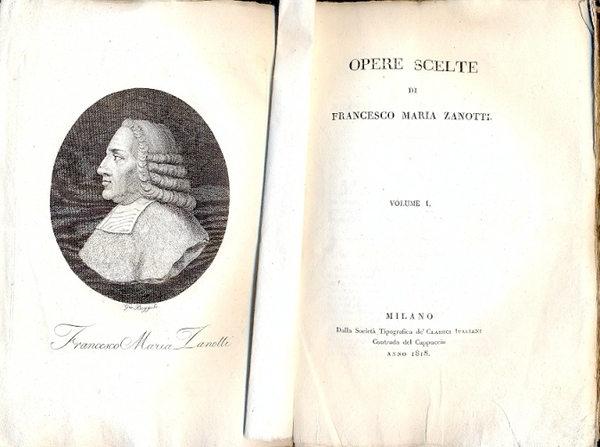 Francesco Maria Zanotti
OPERE SCELTE
DI
FRANCESCO MARIA ZANOTTI.
VOLUME I.
MILANO
Dalla Società Tipografica de' CLASSICI ITALIANI
Contrada del Cappuccio
ANNO 1818.